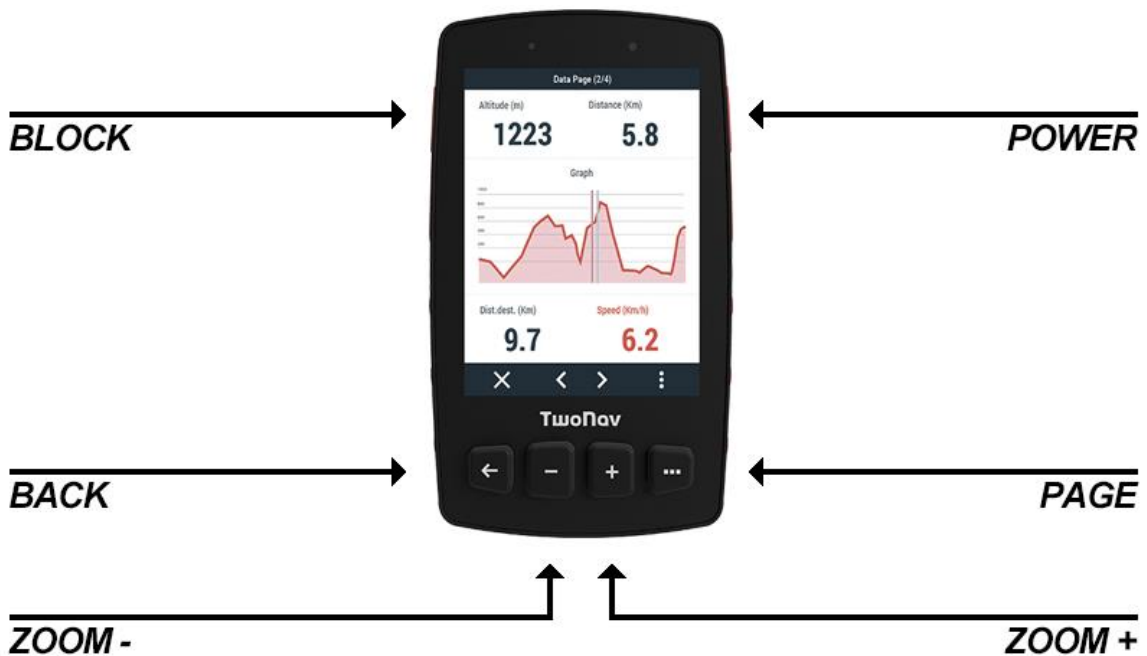 Data Page (2/4)
Altitude (m) Distance (Km)
BLOCK 1223 5.8 POWER
Graph
Dist.dest. (Km) Speed (Km/h)
9.7 6.2
TwoNav
BACK PAGE
ZOOM - ZOOM +